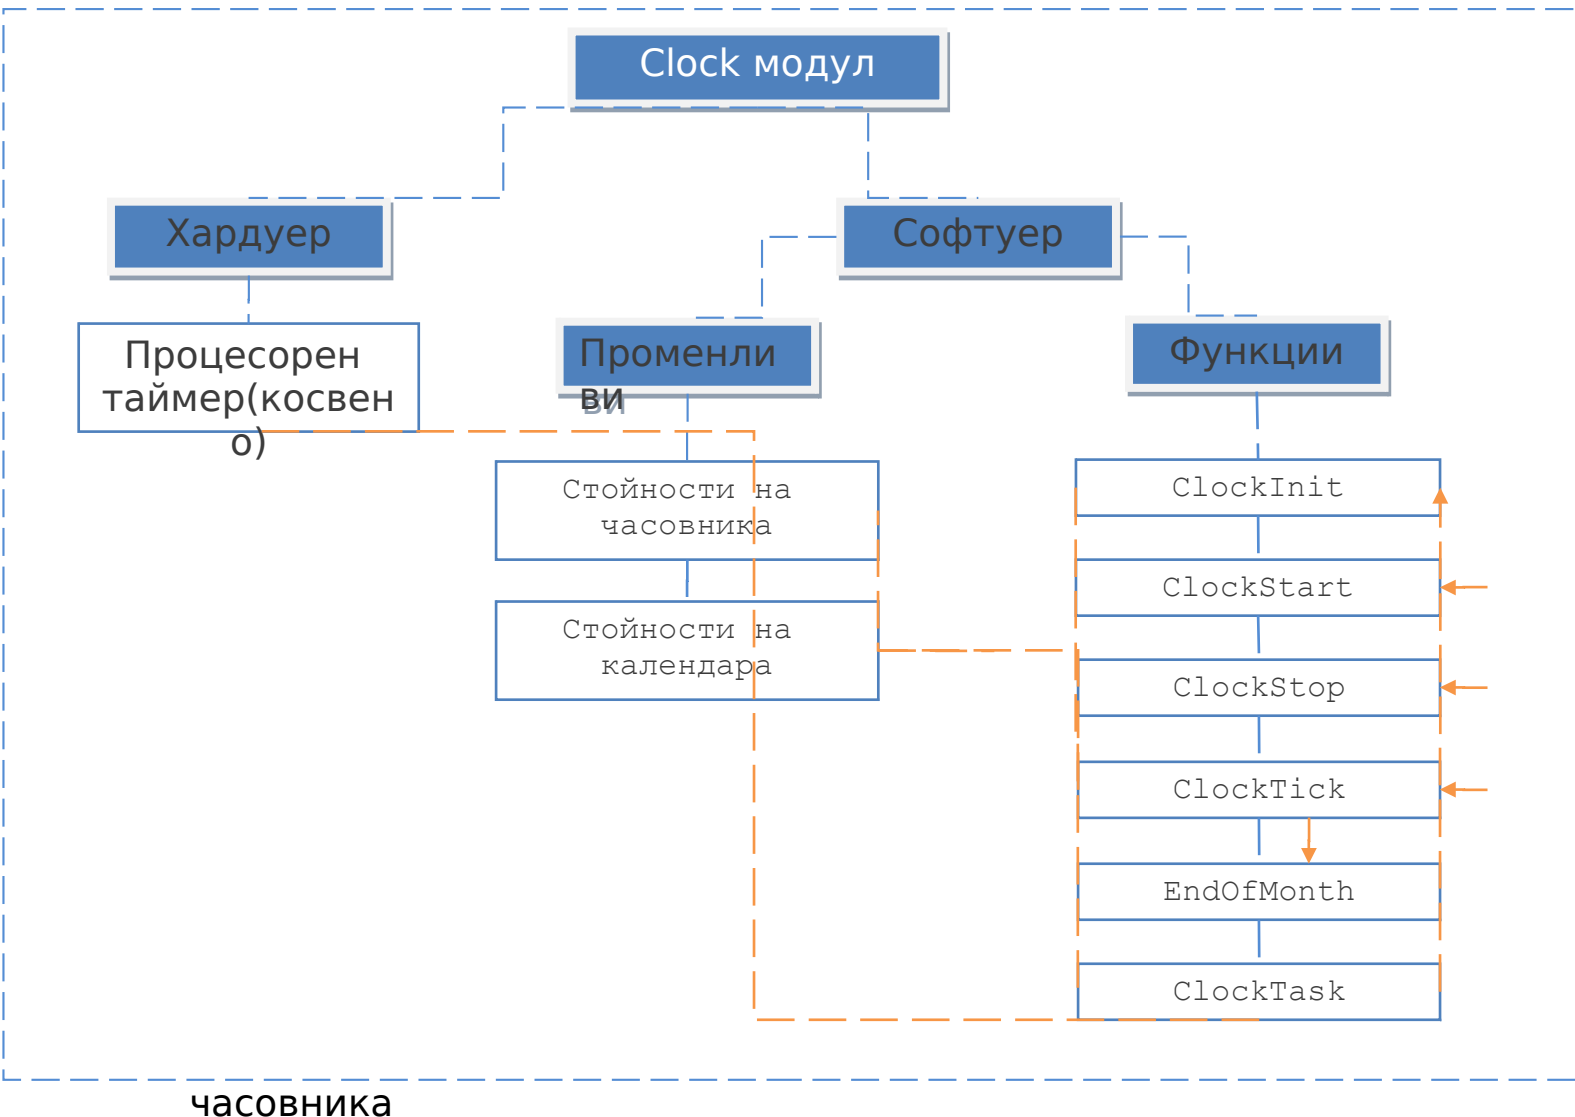 Clock модул
Хардуер
Софтуер
Процесорен
таймер(косвен
о)
Променли
ви
Функции
Стойности на
часовника
Стойности на
календара
ClockInit
ClockStart
ClockStop
ClockTick
EndOfMonth
ClockTask
часовника